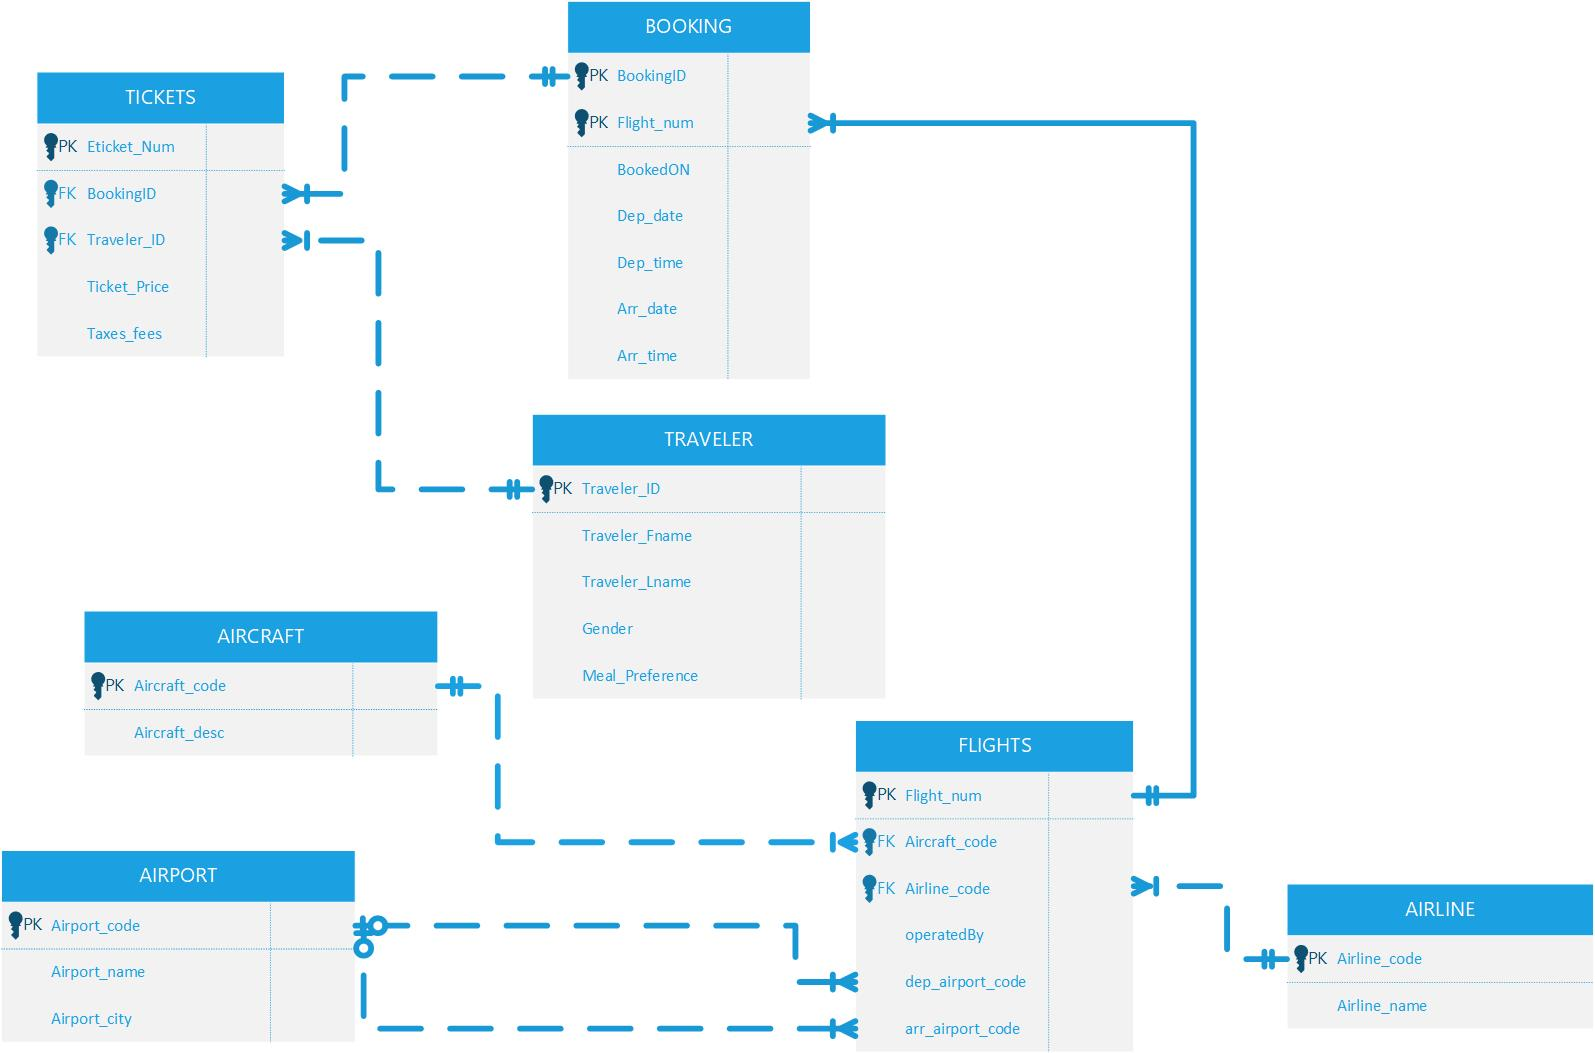 BOOKING
PK BookingID
PK Flight_num
BookedON
Dep_date
Dep_time
Arr_date
Arr_time
TICKETS
PK Eticket_Num
FK BookingID
FK Traveler_ID
Ticket_Price
Taxes_fees
TRAVELER
PK Traveler_ID
Traveler_Fname
Traveler_Lname
Gender
Meal_Preference
AIRCRAFT
PK Aircraft_code
Aircraft_desc
FLIGHTS
PK Flight_num
FK Aircraft_code
FK Airline_code
operatedBy
dep_airport_code
arr_airport_code
AIRPORT
PK Airport_code
Airport_name
Airport_city
AIRLINE
PK Airline_code
Airline_name